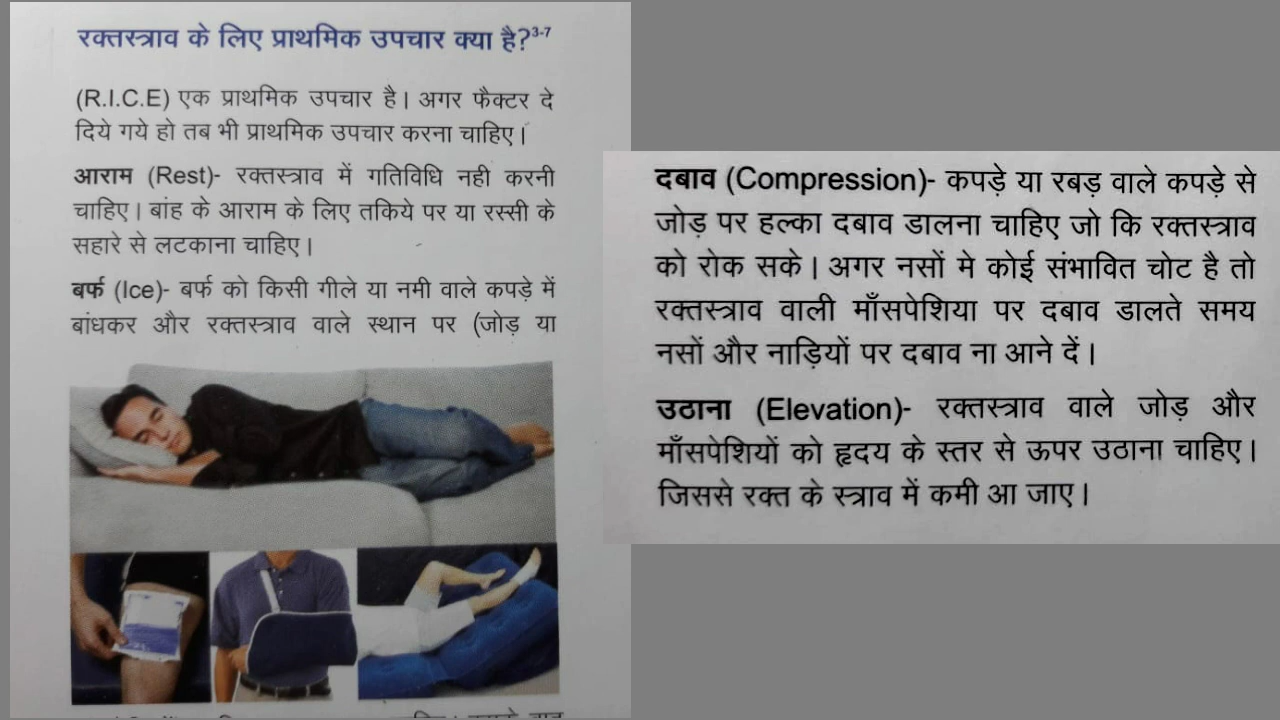 रक्तस्त्राव के लिए प्राथमिक उपचार क्या है?³⁻⁷
(R.I.C.E) एक प्राथमिक उपचार है। अगर फैक्टर दे
दिये गये हो तब भी प्राथमिक उपचार करना चाहिए।
आराम (Rest)- रक्तस्त्राव में गतिविधि नही करनी
चाहिए। बांह के आराम के लिए तकिये पर या रस्सी के
सहारे से लटकाना चाहिए।
बर्फ (Ice)- बर्फ को किसी गीले या नमी वाले कपड़े में
बांधकर और रक्तस्त्राव वाले स्थान पर (जोड़ या
दबाव (Compression)- कपड़े या रबड़ वाले कपड़े से
जोड़ पर हल्का दबाव डालना चाहिए जो कि रक्तस्त्राव
को रोक सके। अगर नसों मे कोई संभावित चोट है तो
रक्तस्त्राव वाली माँसपेशिया पर दबाव डालते समय
नसों और नाड़ियों पर दबाव ना आने दें।
उठाना (Elevation)- रक्तस्त्राव वाले जोड़ और
माँसपेशियों को हृदय के स्तर से ऊपर उठाना चाहिए।
जिससे रक्त के स्त्राव में कमी आ जाए।